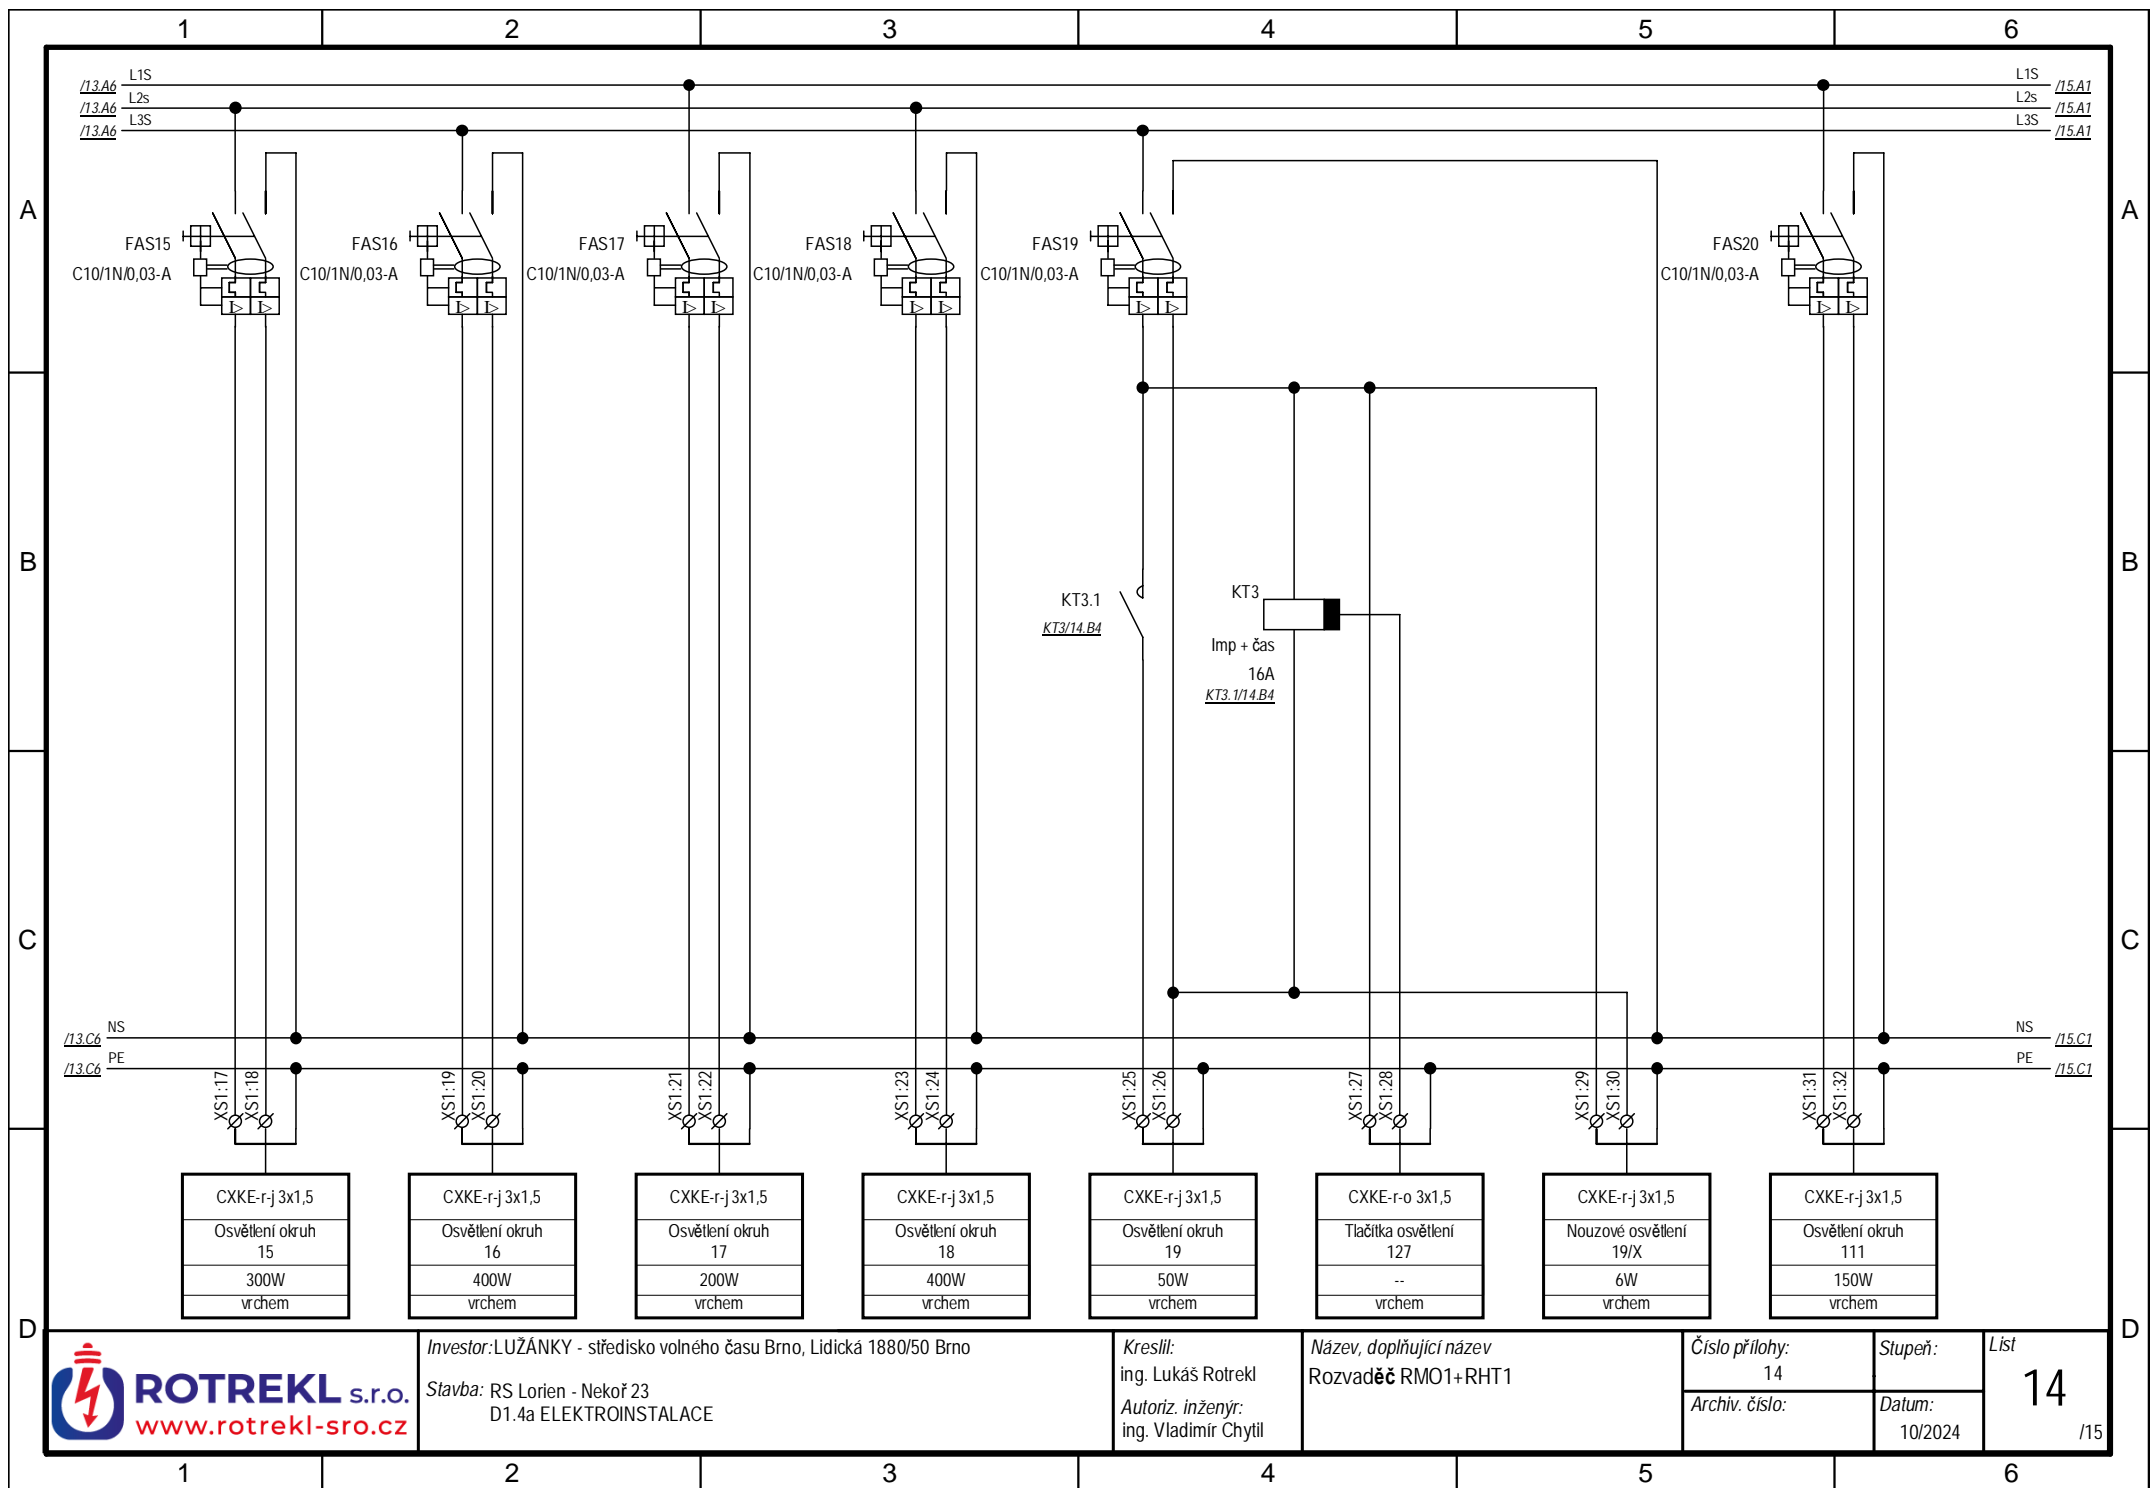 1 2 3 4 5 6
/13.A6 L1S L1S /15.A1
/13.A6 L2s L2s /15.A1
/13.A6 L3S L3S /15.A1
A A
FAS15 FAS16 FAS17 FAS18 FAS19 FAS20
C10/1N/0,03-A C10/1N/0,03-A C10/1N/0,03-A C10/1N/0,03-A C10/1N/0,03-A C10/1N/0,03-A
I> I> I> I> I> I> I> I> I> I> I> I>
B B
KT3.1 KT3
KT3/14.B4
Imp + čas
16A
KT3.1/14.B4
C C
/13.C6 NS NS /15.C1
/13.C6 PE PE /15.C1
XS1:17 XS1:18 XS1:19 XS1:20 XS1:21 XS1:22 XS1:23 XS1:24 XS1:25 XS1:26 XS1:27 XS1:28 XS1:29 XS1:30 XS1:31 XS1:32
CXKE-r-j 3x1,5 CXKE-r-j 3x1,5 CXKE-r-j 3x1,5 CXKE-r-j 3x1,5 CXKE-r-j 3x1,5 CXKE-r-o 3x1,5 CXKE-r-j 3x1,5 CXKE-r-j 3x1,5
Osvětlení okruh Osvětlení okruh Osvětlení okruh Osvětlení okruh Osvětlení okruh Tlačítka osvětlení Nouzové osvětlení Osvětlení okruh
15 16 17 18 19 127 19/X 111
300W 400W 200W 400W 50W -- 6W 150W
vrchem vrchem vrchem vrchem vrchem vrchem vrchem vrchem
D D
ROTREKL s.r.o.
www.rotrekl-sro.cz
Investor: LUŽÁNKY - středisko volného času Brno, Lidická 1880/50 Brno
Stavba: RS Lorien - Nekoř 23
D1.4a ELEKTROINSTALACE
Kreslil:
ing. Lukáš Rotrekl
Autoriz. inženýr:
ing. Vladimír Chytil
Název, doplňující název
Rozvaděč RMO1+RHT1
Číslo přílohy:
14
Archiv. číslo:
Stupeň:
Datum:
10/2024
List
14
/15
1 2 3 4 5 6